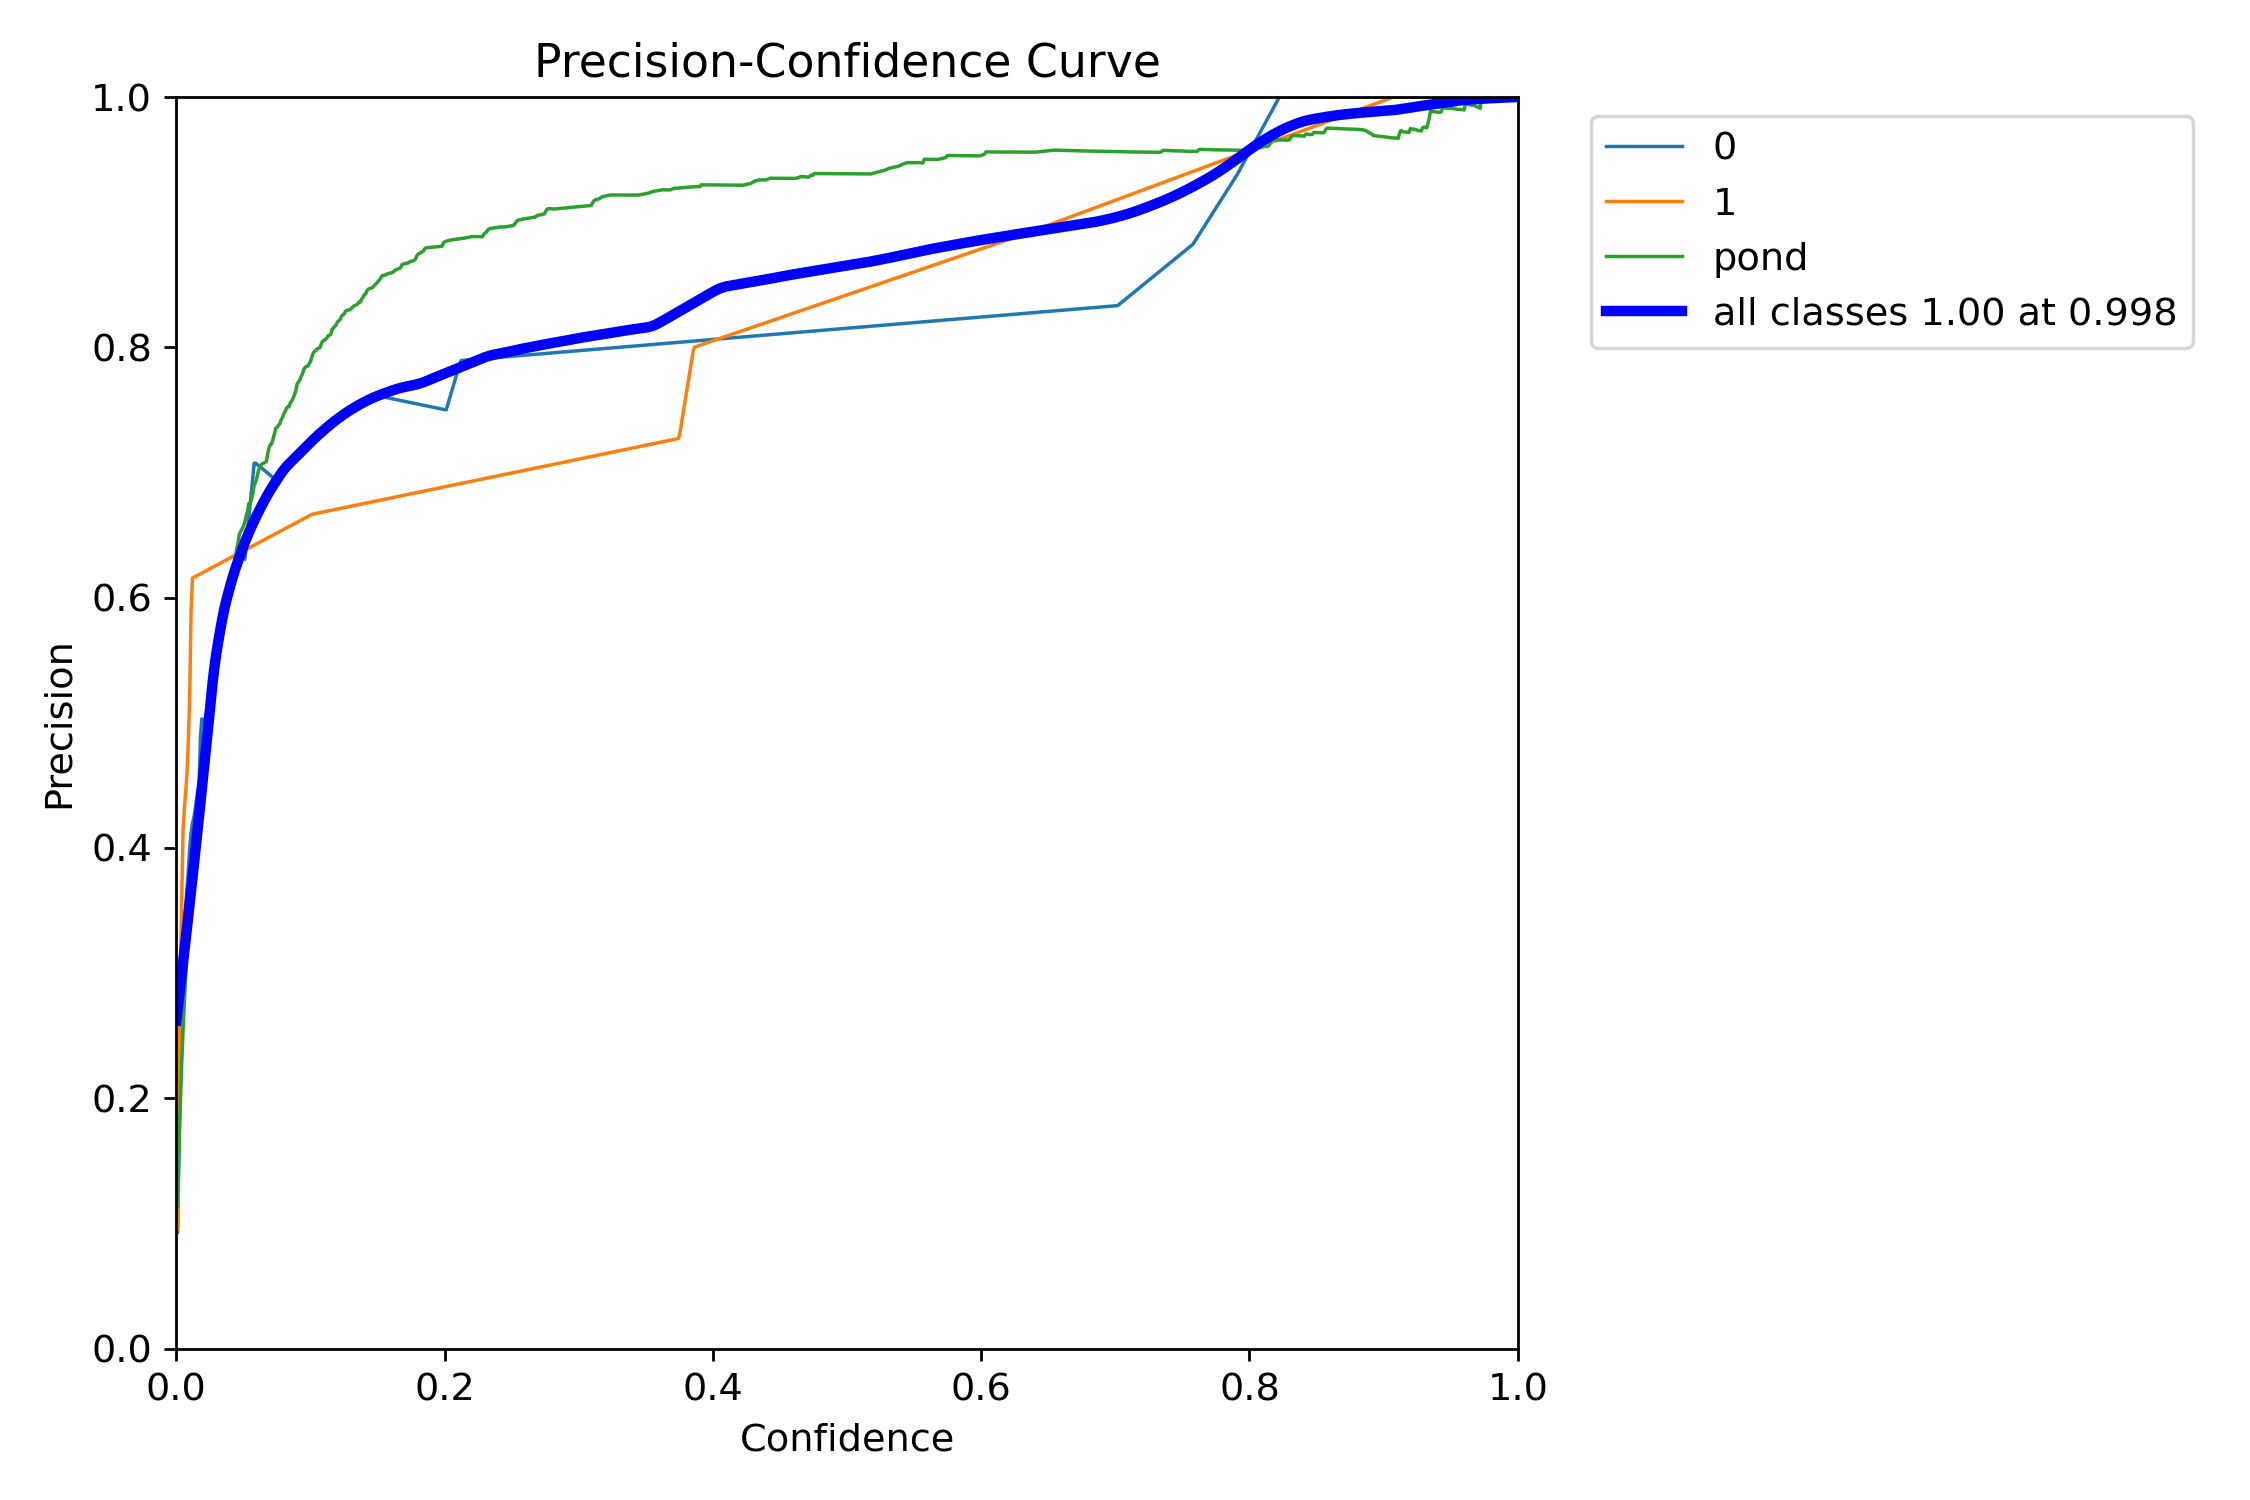 Precision-Confidence Curve
1.0
0.8
0.6
0.4
0.2
0.0
Precision
0.0 0.2 0.4 0.6 0.8 1.0
Confidence
0
1
pond
all classes 1.00 at 0.998